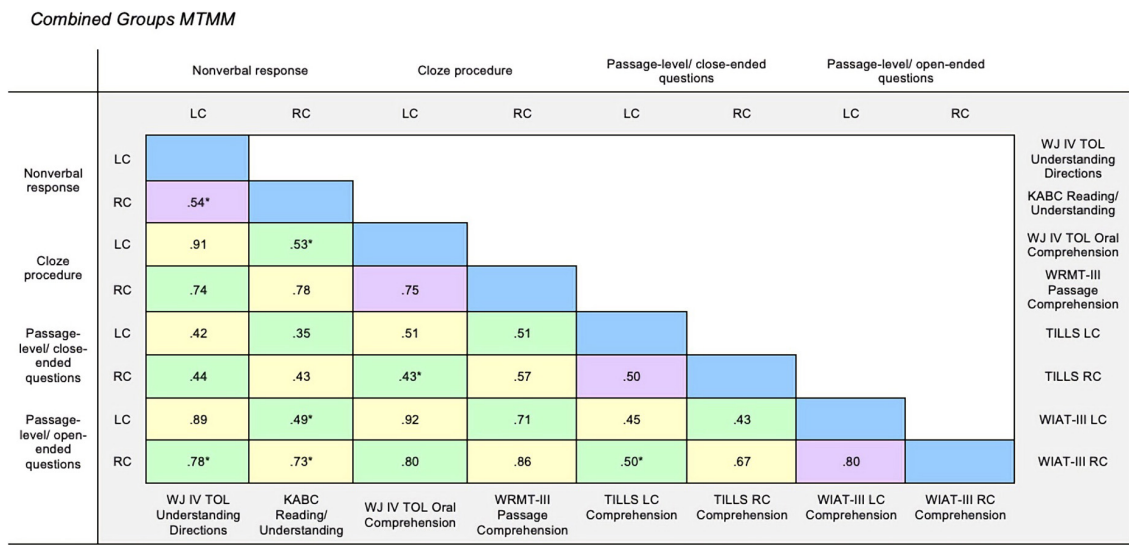 Combined Groups MTMM
Nonverbal response Cloze procedure Passage-level/ close-ended questions Passage-level/ open-ended questions
LC RC LC RC LC RC LC RC
Nonverbal response
LC
WJ IV TOL Understanding Directions
RC .54*
KABC Reading/ Understanding
Cloze procedure
LC .91 .53*
WJ IV TOL Oral Comprehension
RC .74 .78 .75
WRMT-III Passage Comprehension
Passage-level/ close-ended questions
LC .42 .35 .51 .51
TILLS LC
RC .44 .43 .43* .57 .50
TILLS RC
Passage-level/ open-ended questions
LC .89 .49* .92 .71 .45 .43
WIAT-III LC
RC .78* .73* .80 .86 .50* .67 .80
WIAT-III RC
WJ IV TOL Understanding Directions
KABC Reading/ Understanding
WJ IV TOL Oral Comprehension
WRMT-III Passage Comprehension
TILLS LC Comprehension
TILLS RC Comprehension
WIAT-III LC Comprehension
WIAT-III RC Comprehension